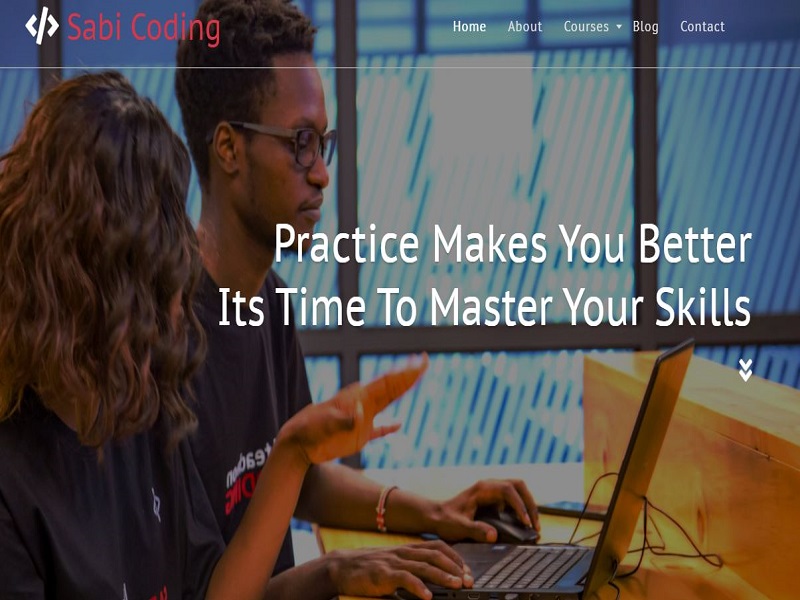 Sabi Coding
Home About Courses Blog Contact
Practice Makes You Better
Its Time To Master Your Skills